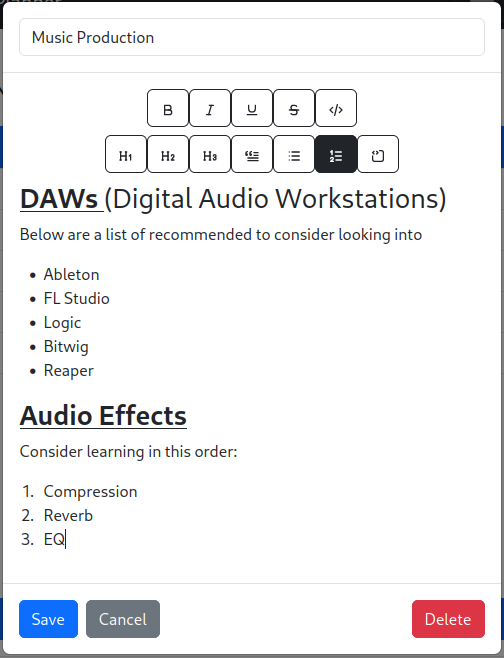 Music Production
B I U S </>
H1 H2 H3
DAWs (Digital Audio Workstations)
Below are a list of recommended to consider looking into
• Ableton
• FL Studio
• Logic
• Bitwig
• Reaper
Audio Effects
Consider learning in this order:
1. Compression
2. Reverb
3. EQ
Save Cancel Delete